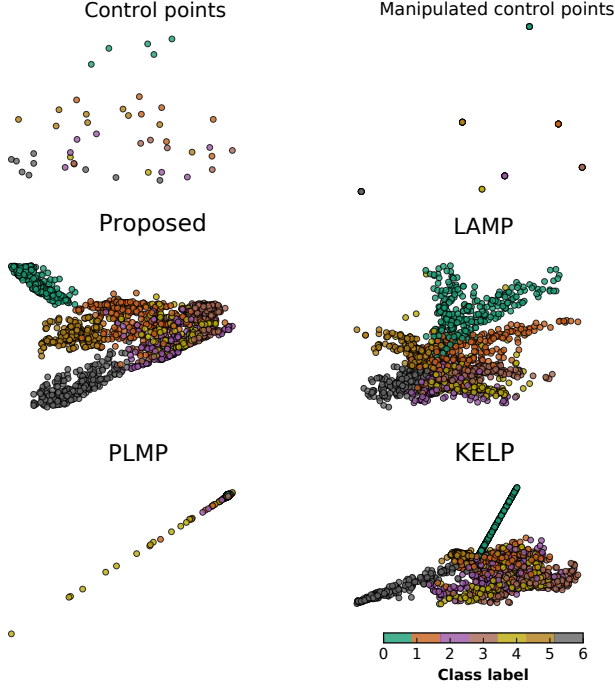 Control points
Manipulated control points
Proposed
LAMP
PLMP
KELP
0 1 2 3 4 5 6
Class label